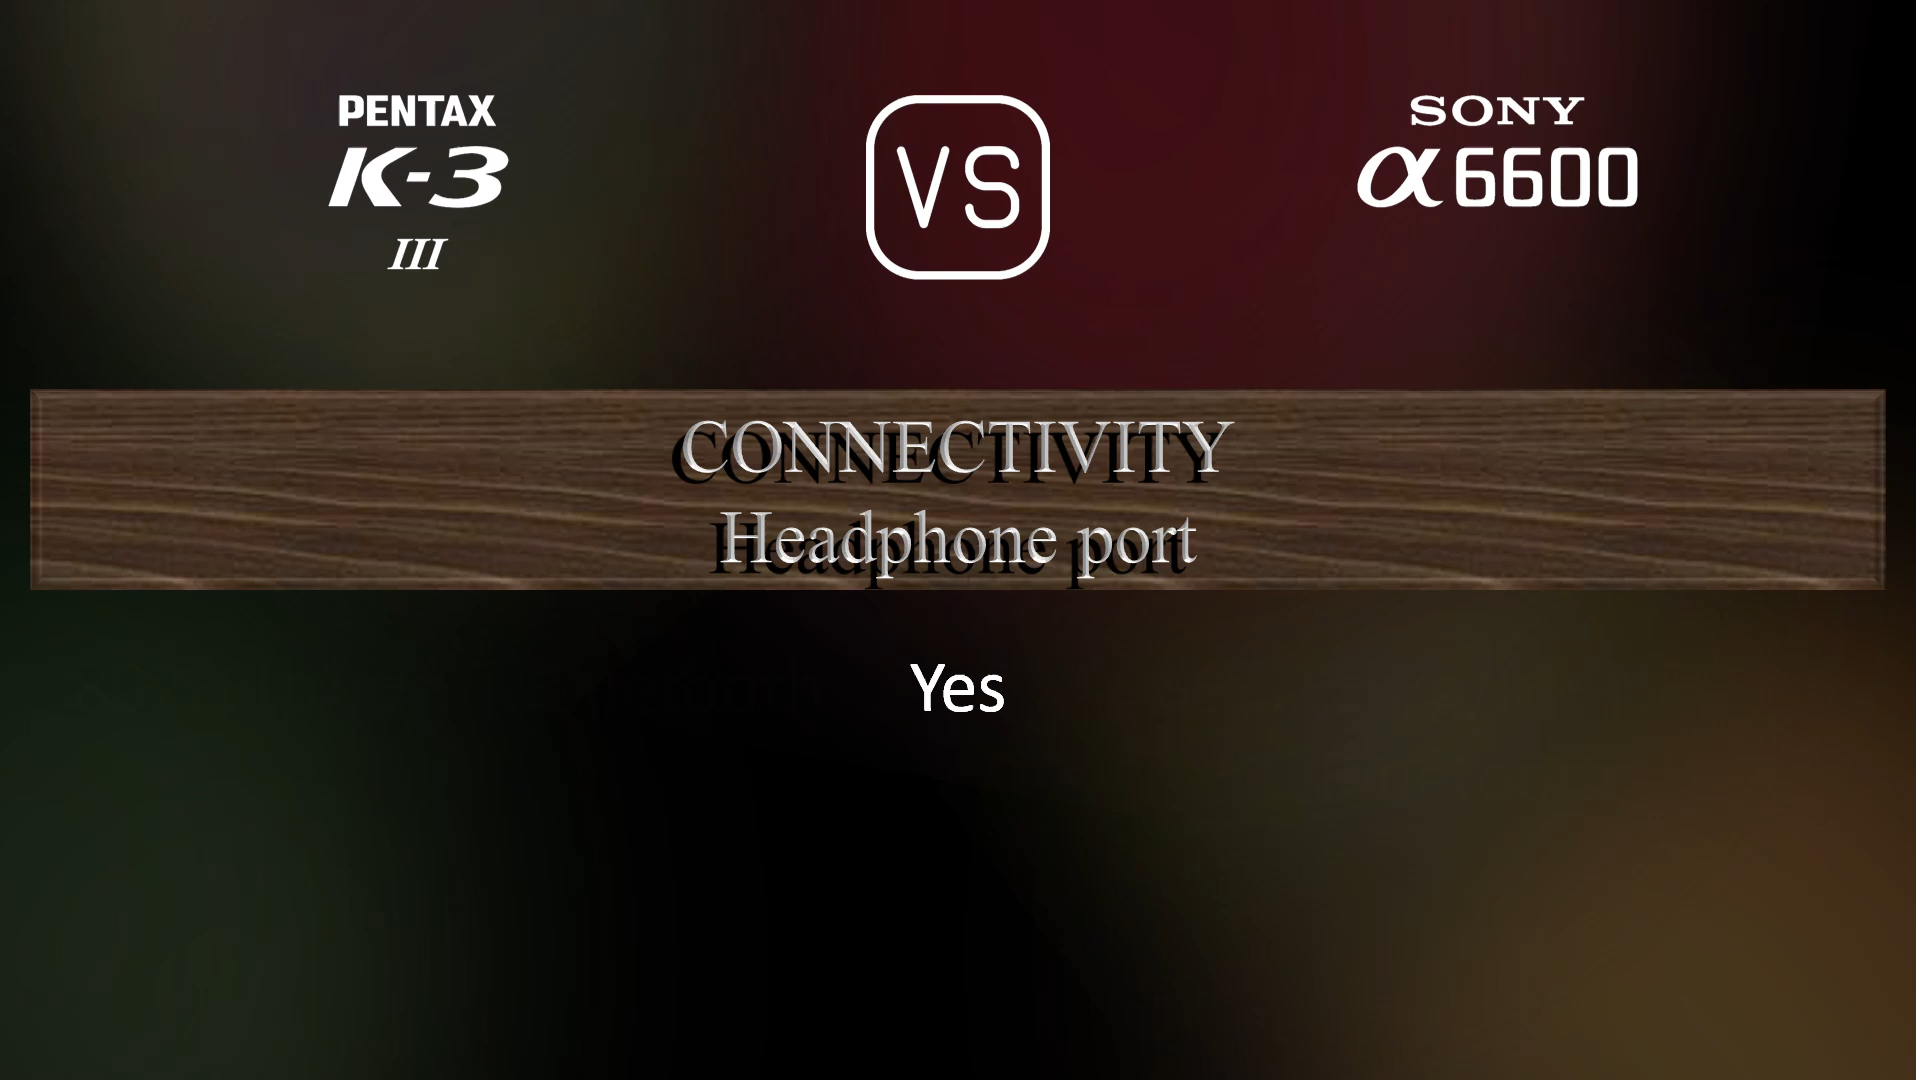 PENTAX
K-3
III
VS
SONY
α6600
CONNECTIVITY
Headphone port
Yes